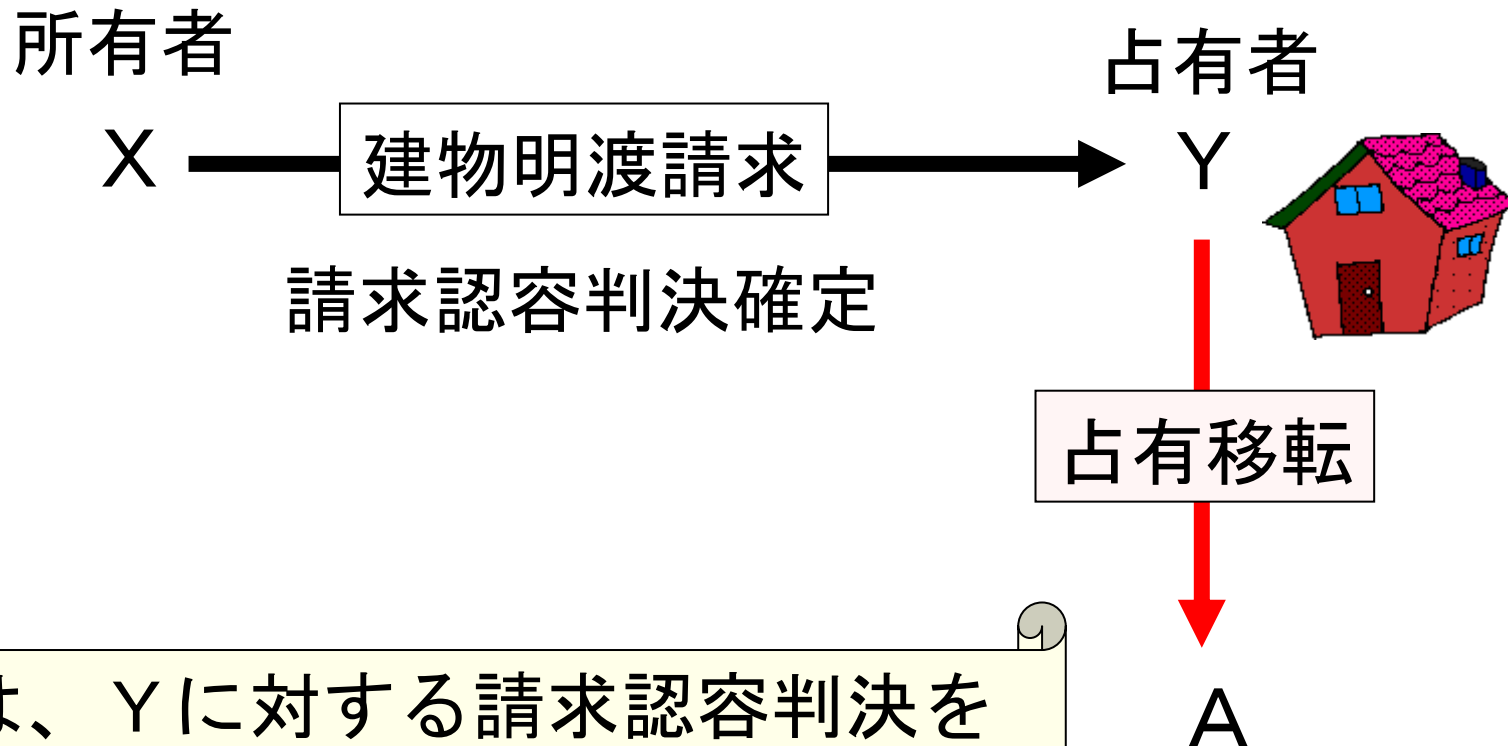 所有者
占有者
X
建物明渡請求
Y
請求認容判決確定
占有移転
は、Yに対する請求認容判決を
A